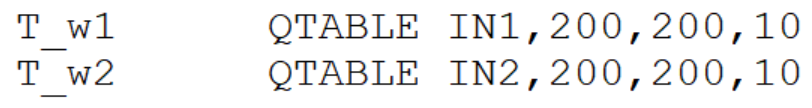 T_w1 QTABLE IN1,200,200,10
T_w2 QTABLE IN2,200,200,10